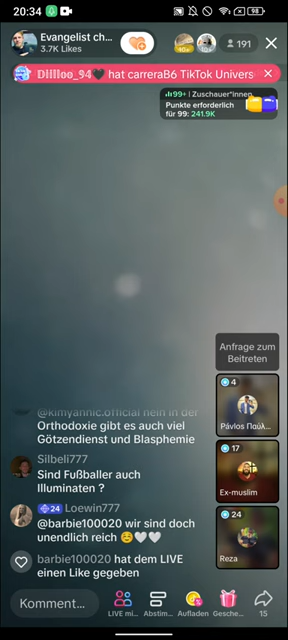 20:34
98
Evangelist ch...
3.7K Likes
191
𝔻𝕚𝕝𝕝𝕠𝕠_𝟡𝟜🖤 hat carreraB6 TikTok Univers
99+ | Zuschauer*innen
Punkte erforderlich
für 99: 241.9K
Anfrage zum
Beitreten
4
Pávlos Παύλ...
17
Ex-muslim
24
Reza
@kimyannic.official nein in der
Orthodoxie gibt es auch viel
Götzendienst und Blasphemie
Silbeli777
Sind Fußballer auch
Illuminaten ?
24 Loewin777
@barbie100020 wir sind doch
unendlich reich ☺️🤍🤍
barbie100020 hat dem LIVE
einen Like gegeben
Komment...
LIVE mi...
Abstim...
Aufladen
Gesche...
15